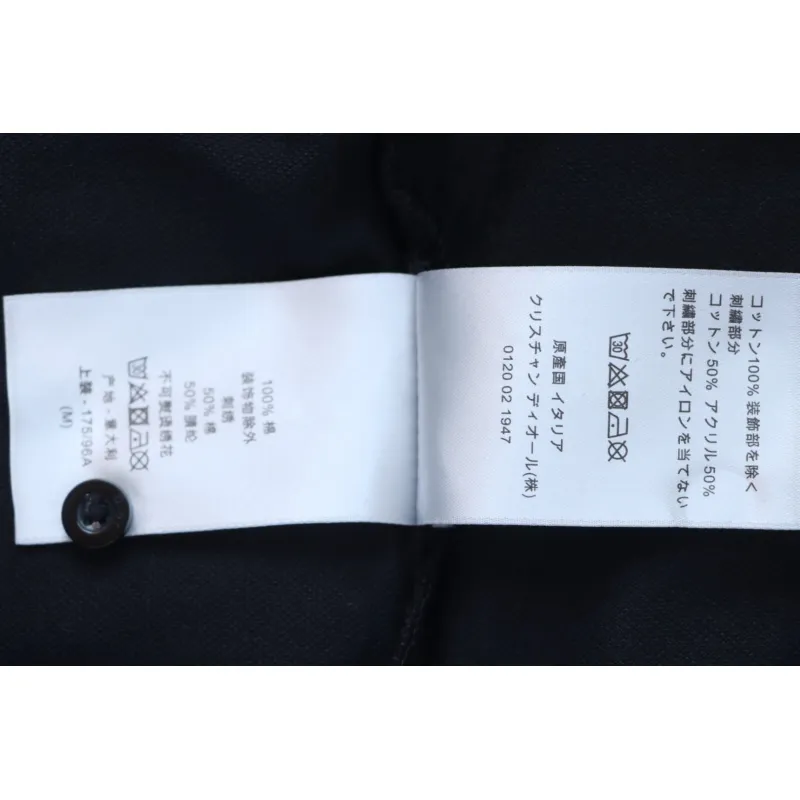 コットン100% 装飾部を除く
刺繍部分
コットン 50% アクリル 50%
刺繍部分にアイロンを当てない
で下さい。
30
原産国 イタリア
クリスチャン ディオール(株)
0120 02 1947
100% 棉
装饰物除外
刺绣
50% 棉
50% 腈纶
不可熨烫绣花
30
产地 - 意大利
上装 - 175/96A
(M)